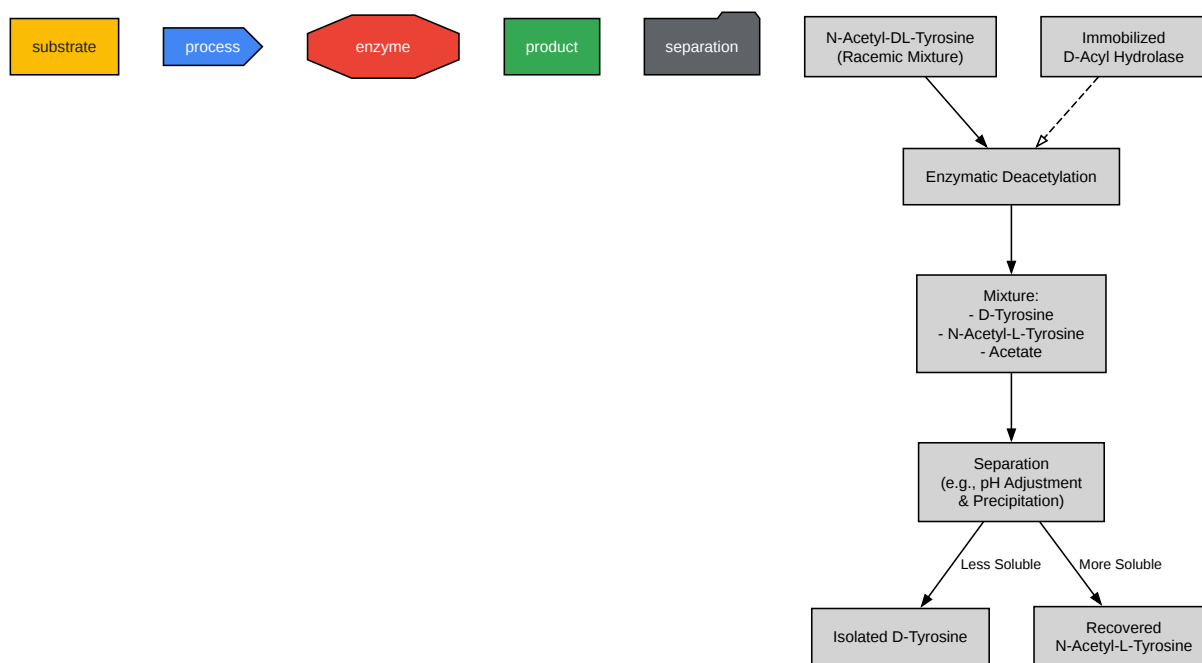 substrate
process
enzyme
product
separation
N-Acetyl-DL-Tyrosine
(Racemic Mixture)
Immobilized
D-Acyl Hydrolase
Enzymatic Deacetylation
Mixture:
- D-Tyrosine
- N-Acetyl-L-Tyrosine
- Acetate
Separation
(e.g., pH Adjustment
& Precipitation)
Less Soluble
More Soluble
Isolated D-Tyrosine
Recovered
N-Acetyl-L-Tyrosine